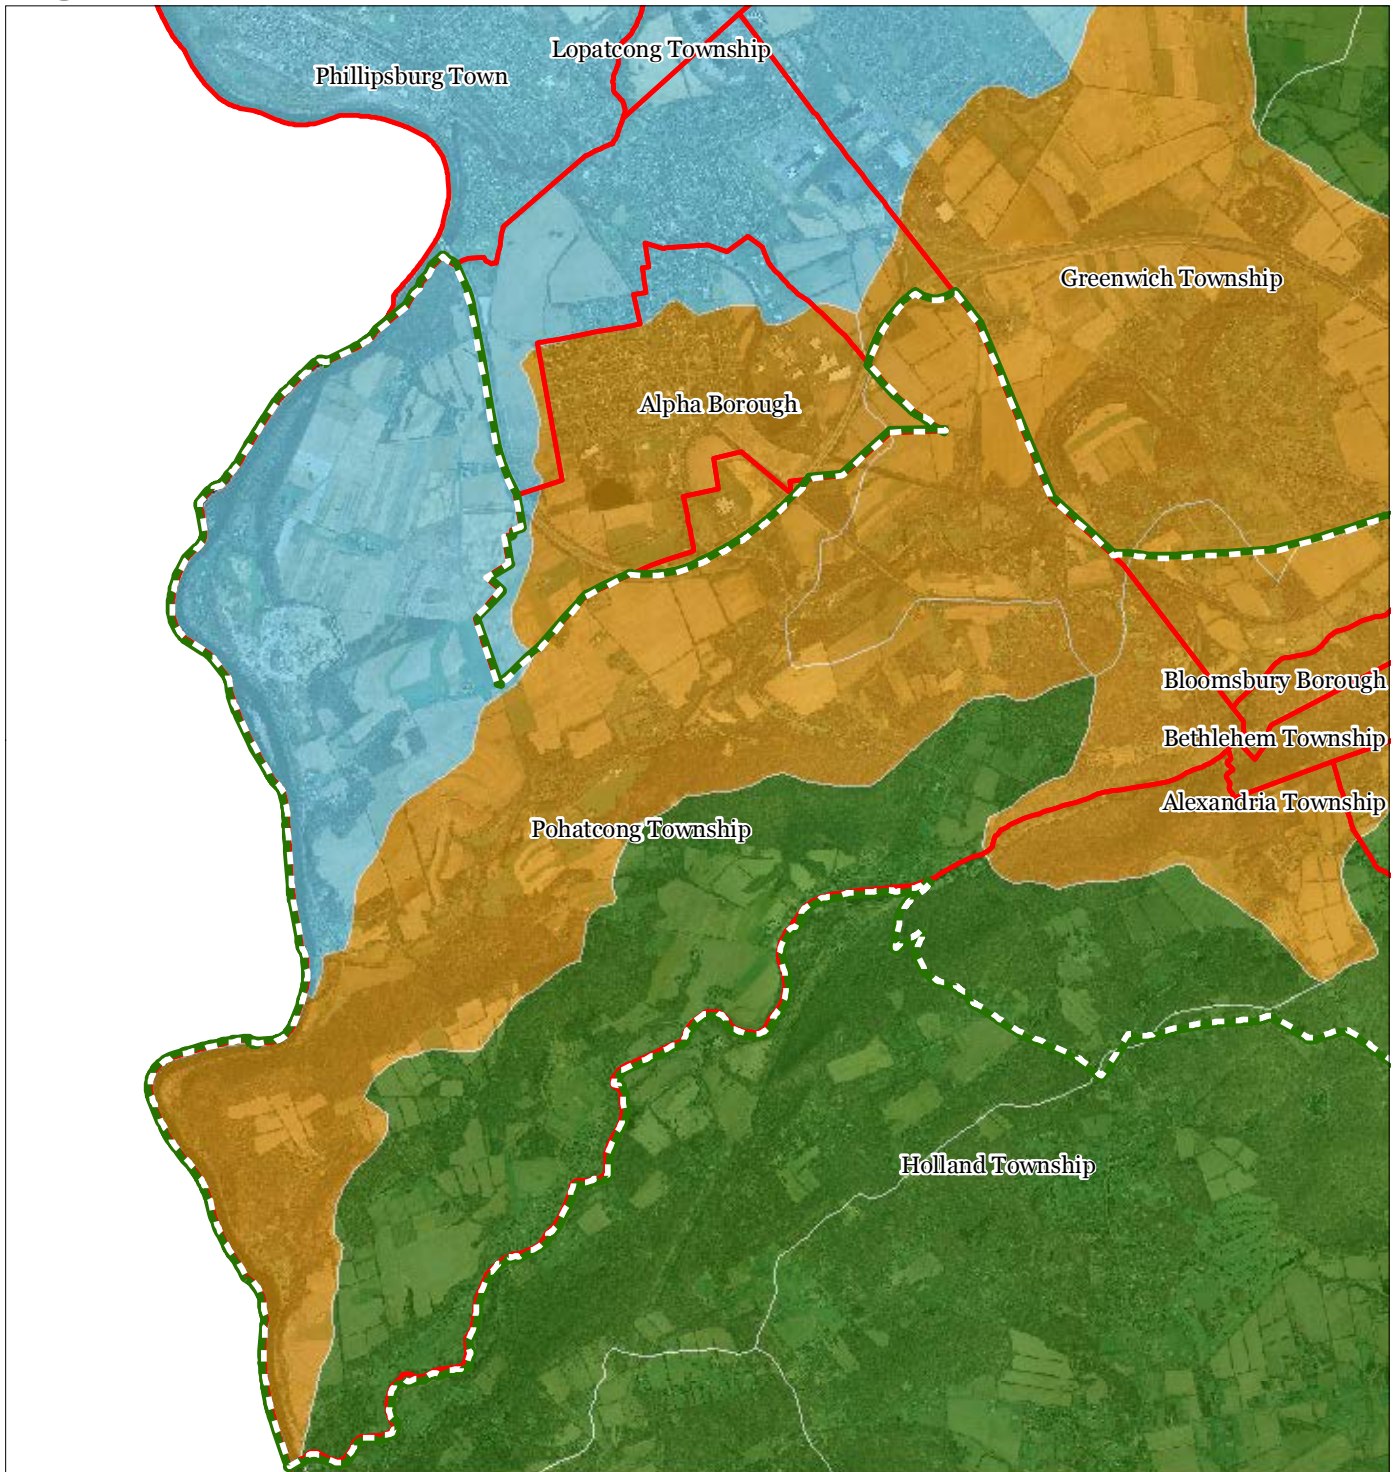 Lopatcong Township
Phillipsburg Town
Greenwich Township
Alpha Borough
Bloomsbury Borough
Bethlehem Township
Alexandria Township
Pohatcong Township
Holland Township